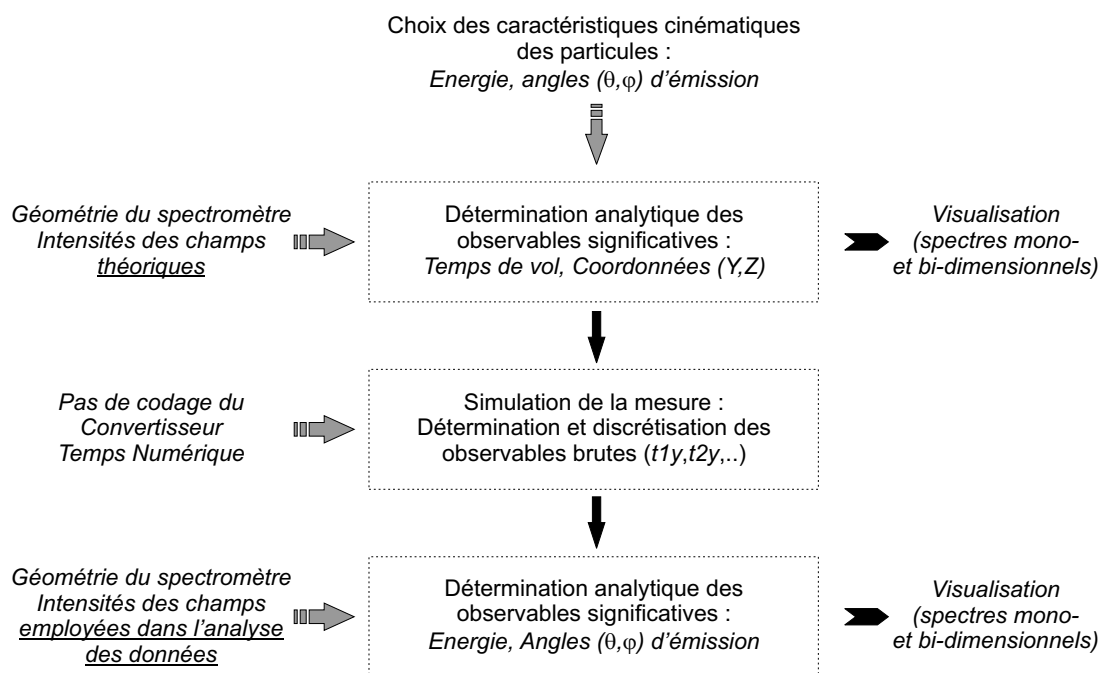 Choix des caractéristiques cinématiques
des particules :
Energie, angles (θ,φ) d'émission
Géométrie du spectromètre
Intensités des champs
théoriques
Détermination analytique des
observables significatives :
Temps de vol, Coordonnées (Y,Z)
Visualisation
(spectres mono-
et bi-dimensionnels)
Pas de codage du
Convertisseur
Temps Numérique
Simulation de la mesure :
Détermination et discrétisation des
observables brutes (t1y,t2y,..)
Géométrie du spectromètre
Intensités des champs
employées dans l'analyse
des données
Détermination analytique des
observables significatives :
Energie, Angles (θ,φ) d'émission
Visualisation
(spectres mono-
et bi-dimensionnels)